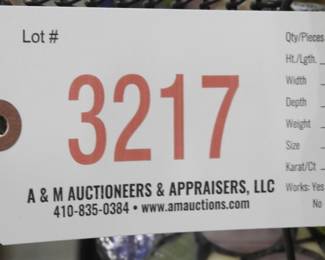 Lot #
3217
A & M AUCTIONEERS & APPRAISERS, LLC
410-835-0384 • www.amauctions.com
Qty/Pieces
Ht./Lgth.
Width
Depth
Weight
Size
Karat/Ct
Works: Yes
No